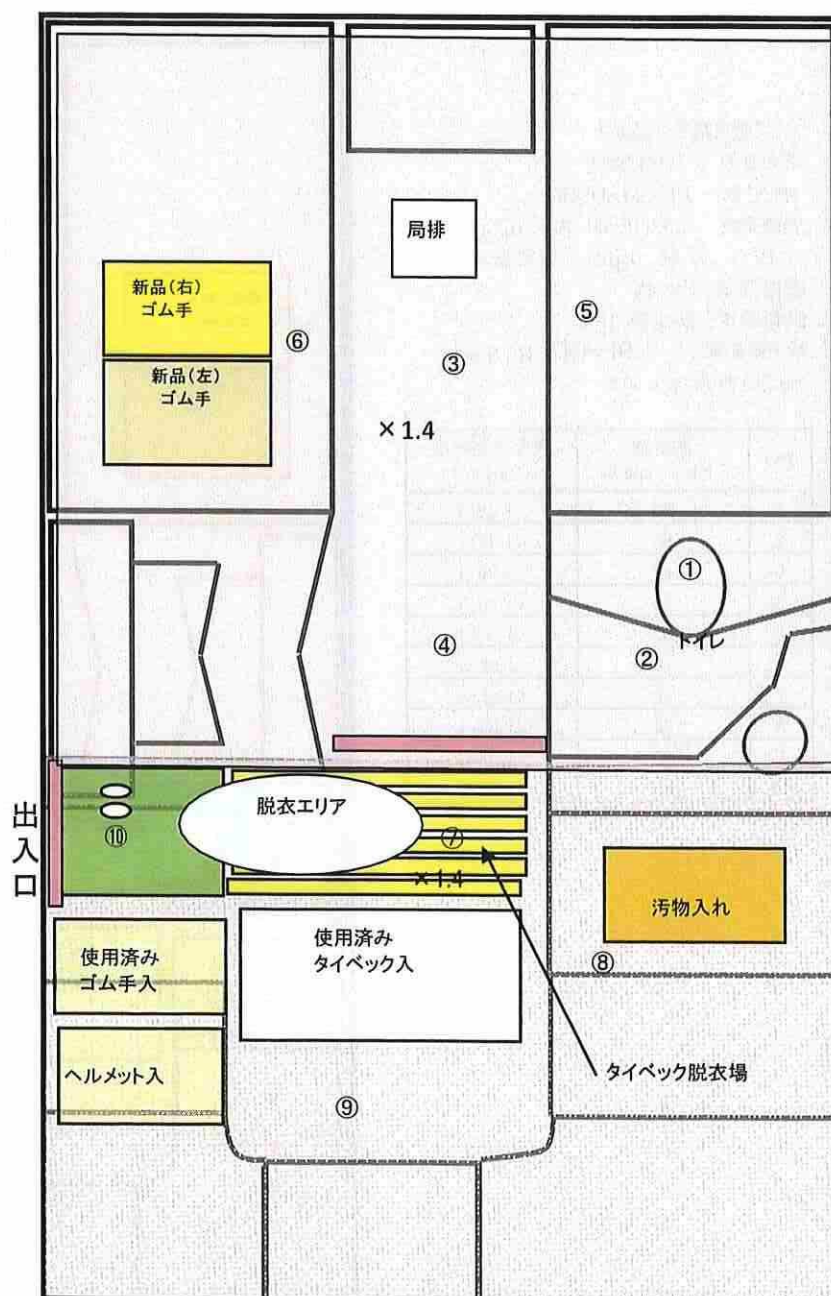 局排
新品(右)
ゴム手
⑥
⑤
③
新品(左)
ゴム手
×1.4
①
トイレ
④
②
出入口
脱衣エリア
⑩
⑦
×1.4
汚物入れ
使用済み
ゴム手入
使用済み
タイベック入
⑧
ヘルメット入
タイベック脱衣場
⑨